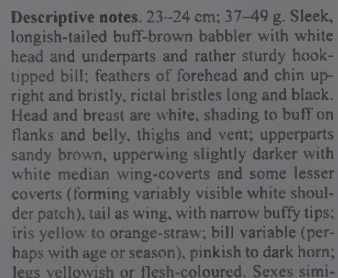 Descriptive notes. 23–24 cm; 37–49 g. Sleek,
longish-tailed buff-brown babbler with white
head and underparts and rather sturdy hook-
tipped bill; feathers of forehead and chin up-
right and bristly, rictal bristles long and black.
Head and breast are white, shading to buff on
flanks and belly, thighs and vent; upperparts
sandy brown, upperwing slightly darker with
white median wing-coverts and some lesser
coverts (forming variably visible white shoul-
der patch), tail as wing, with narrow buffy tips;
iris yellow to orange-straw; bill variable (per-
haps with age or season), pinkish to dark horn;
legs yellowish or flesh-coloured. Sexes simi-